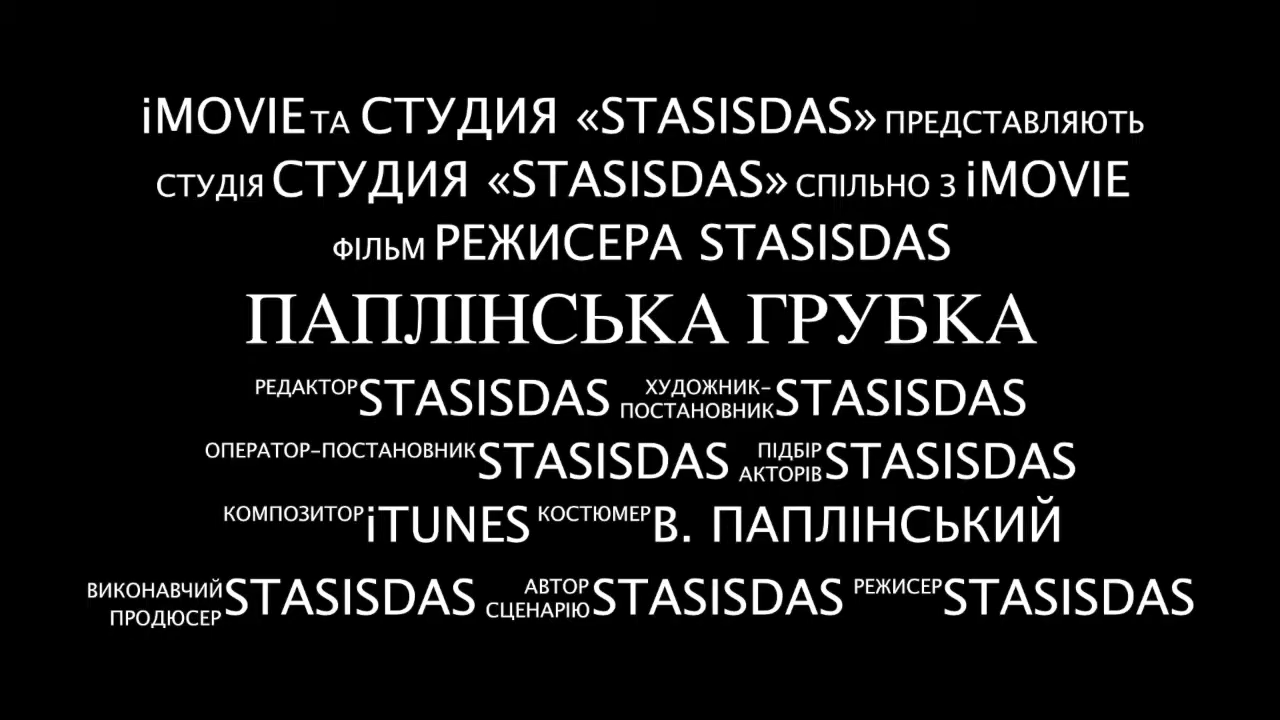 iMOVIE ТА СТУДИЯ «STASISDAS» ПРЕДСТАВЛЯЮТЬ
СТУДІЯ СТУДИЯ «STASISDAS» СПІЛЬНО З iMOVIE
ФІЛЬМ РЕЖИСЕРА STASISDAS
ПАПЛІНСЬКА ГРУБКА
РЕДАКТОР STASISDAS ХУДОЖНИК-ПОСТАНОВНИК STASISDAS
ОПЕРАТОР-ПОСТАНОВНИК STASISDAS ПІДБІР АКТОРІВ STASISDAS
КОМПОЗИТОР iTUNES КОСТЮМЕР В. ПАПЛІНСЬКИЙ
ВИКОНАВЧИЙ ПРОДЮСЕР STASISDAS АВТОР СЦЕНАРІЮ STASISDAS РЕЖИСЕР STASISDAS